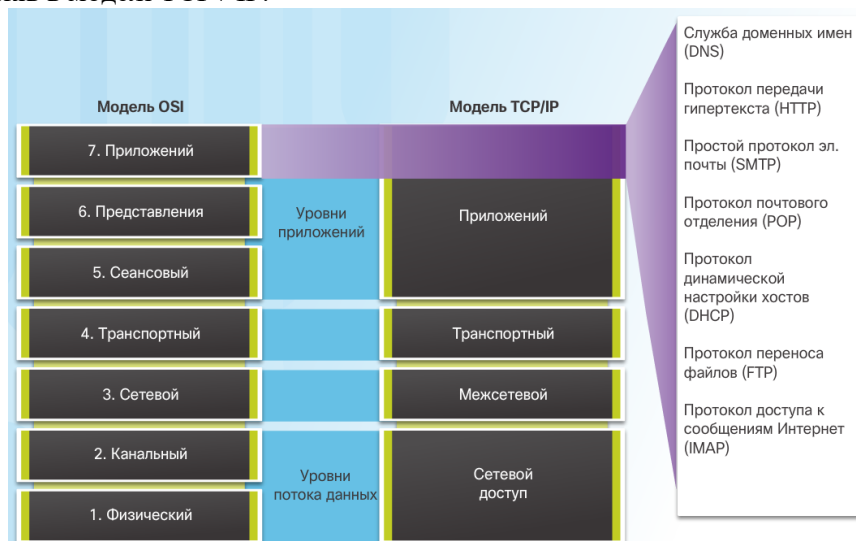 Модель OSI
Модель TCP/IP
7. Приложений
6. Представления
5. Сеансовый
4. Транспортный
3. Сетевой
2. Канальный
1. Физический
Уровни
приложений
Уровни
потока данных
Приложений
Транспортный
Межсетевой
Сетевой
доступ
Служба доменных имен
(DNS)
Протокол передачи
гипертекста (HTTP)
Простой протокол эл.
почты (SMTP)
Протокол почтового
отделения (POP)
Протокол
динамической
настройки хостов
(DHCP)
Протокол переноса
файлов (FTP)
Протокол доступа к
сообщениям Интернет
(IMAP)